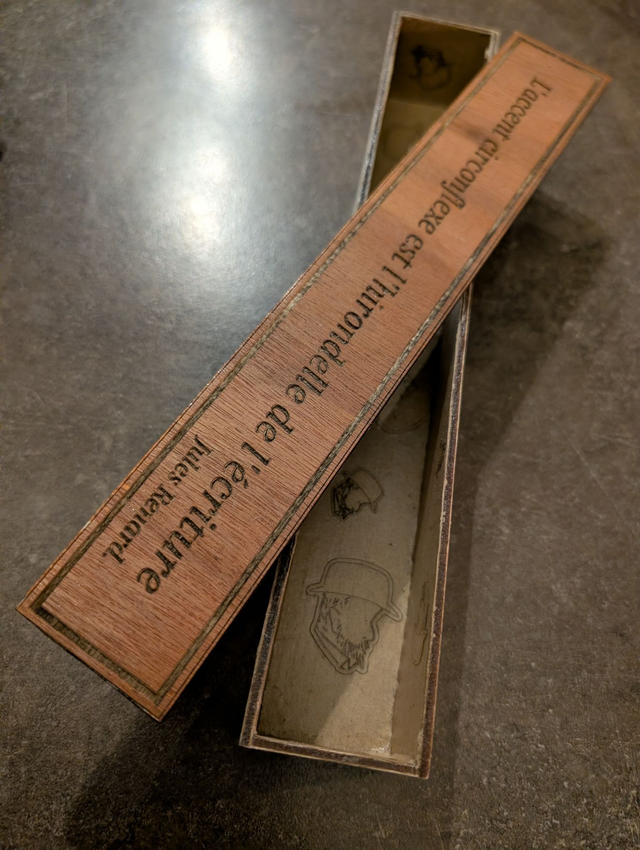 L'accent circonflexe est l'hirondelle de l'écriture
Jules Renard.